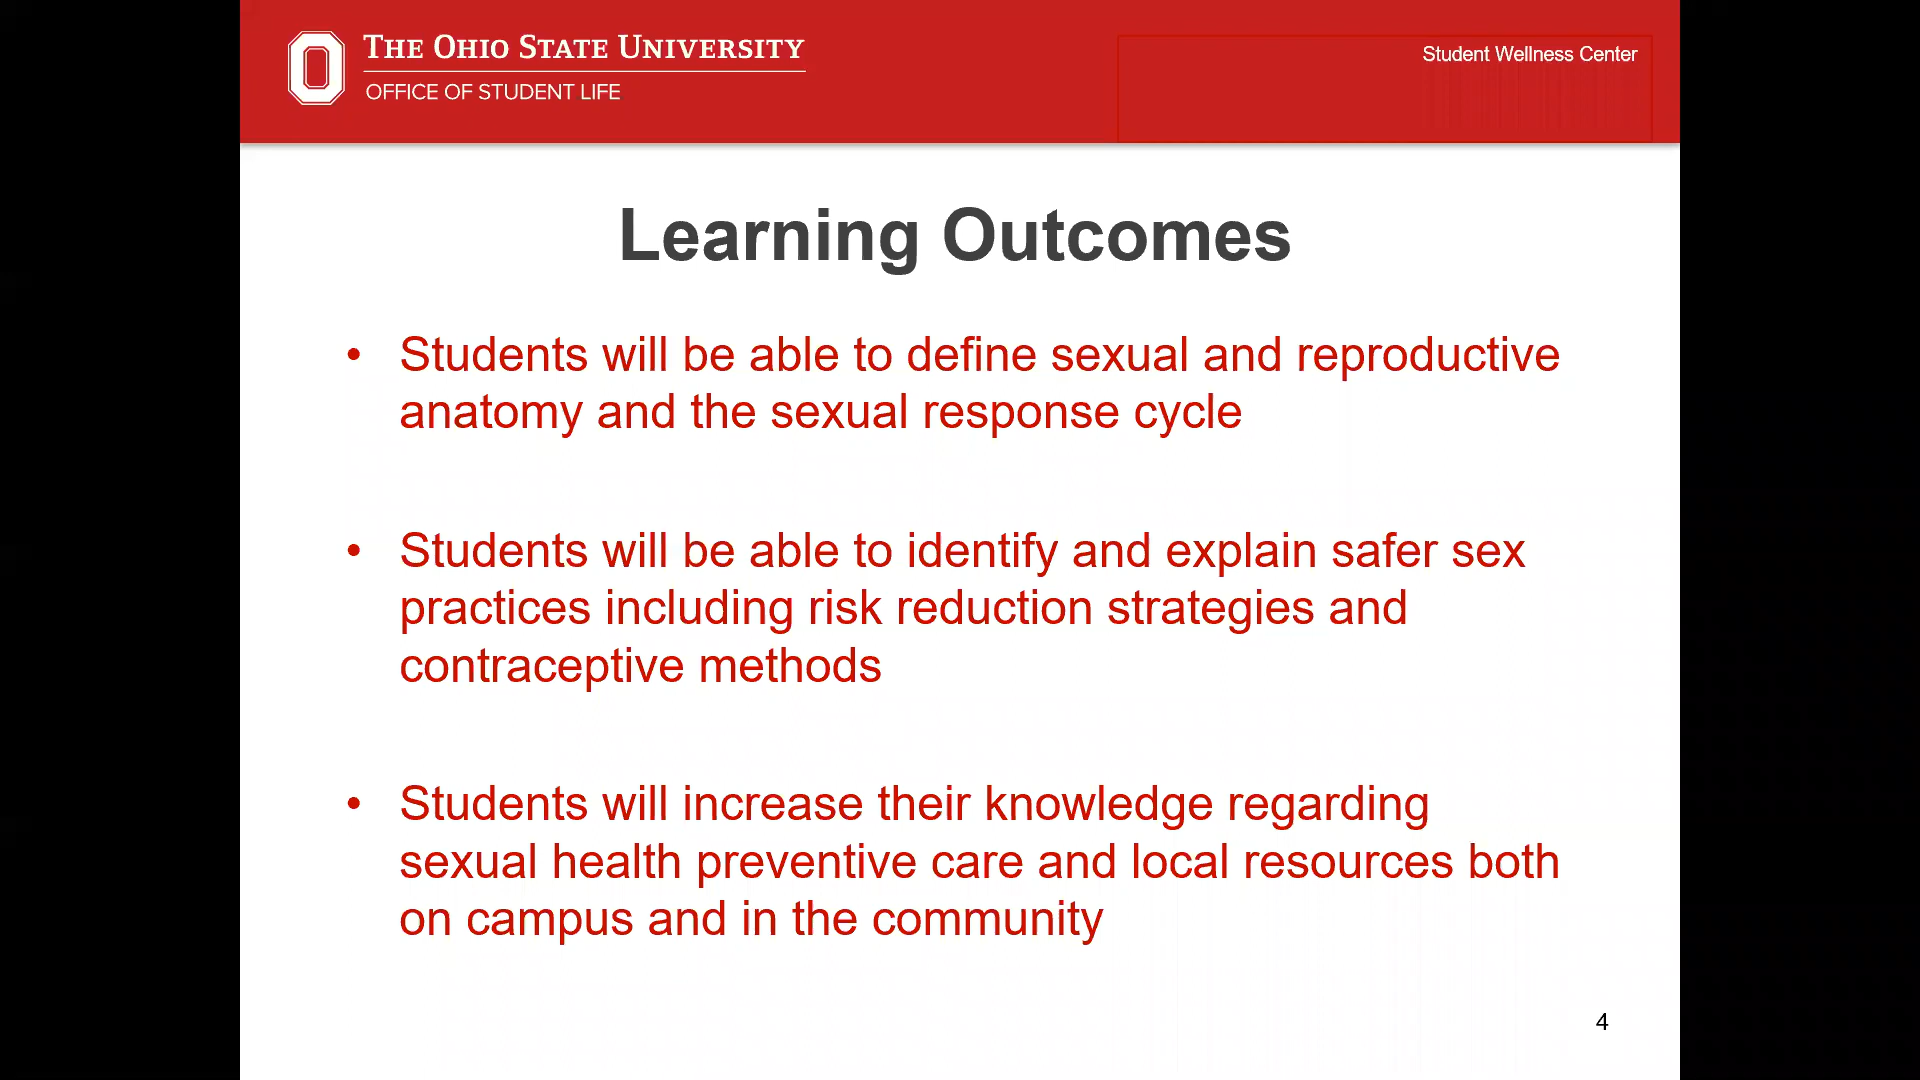 THE OHIO STATE UNIVERSITY
OFFICE OF STUDENT LIFE
Student Wellness Center
Learning Outcomes
• Students will be able to define sexual and reproductive
anatomy and the sexual response cycle
• Students will be able to identify and explain safer sex
practices including risk reduction strategies and
contraceptive methods
• Students will increase their knowledge regarding
sexual health preventive care and local resources both
on campus and in the community
4